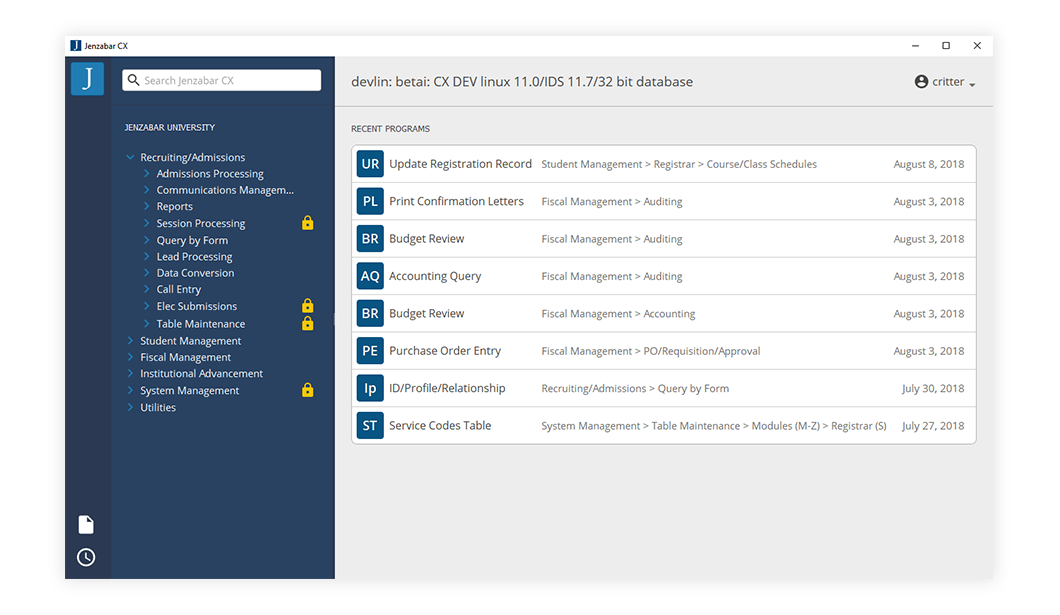 J Jenzabar CX
J
Search Jenzabar CX
JENZABAR UNIVERSITY
Recruiting/Admissions
Admissions Processing
Communications Managem...
Reports
Session Processing
Query by Form
Lead Processing
Data Conversion
Call Entry
Elec Submissions
Table Maintenance
Student Management
Fiscal Management
Institutional Advancement
System Management
Utilities
devlin: betai: CX DEV linux 11.0/IDS 11.7/32 bit database
critter
RECENT PROGRAMS
UR Update Registration Record Student Management > Registrar > Course/Class Schedules August 8, 2018
PL Print Confirmation Letters Fiscal Management > Auditing August 3, 2018
BR Budget Review Fiscal Management > Auditing August 3, 2018
AQ Accounting Query Fiscal Management > Auditing August 3, 2018
BR Budget Review Fiscal Management > Accounting August 3, 2018
PE Purchase Order Entry Fiscal Management > PO/Requisition/Approval August 3, 2018
Ip ID/Profile/Relationship Recruiting/Admissions > Query by Form July 30, 2018
ST Service Codes Table System Management > Table Maintenance > Modules (M-Z) > Registrar (S) July 27, 2018